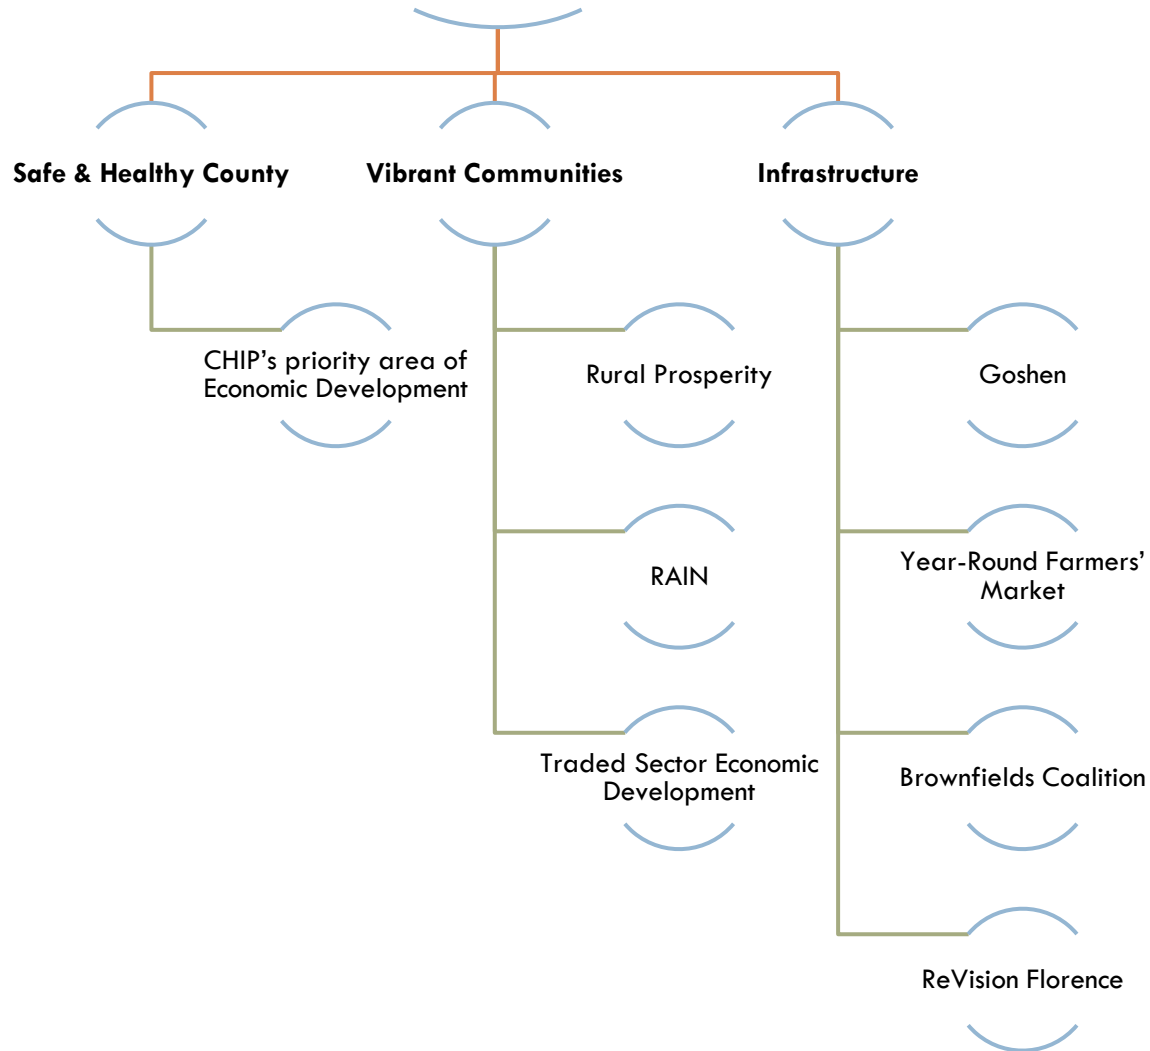 Safe & Healthy County
Vibrant Communities
Infrastructure
CHIP’s priority area of
Economic Development
Rural Prosperity
Goshen
RAIN
Year-Round Farmers’
Market
Traded Sector Economic
Development
Brownfields Coalition
ReVision Florence